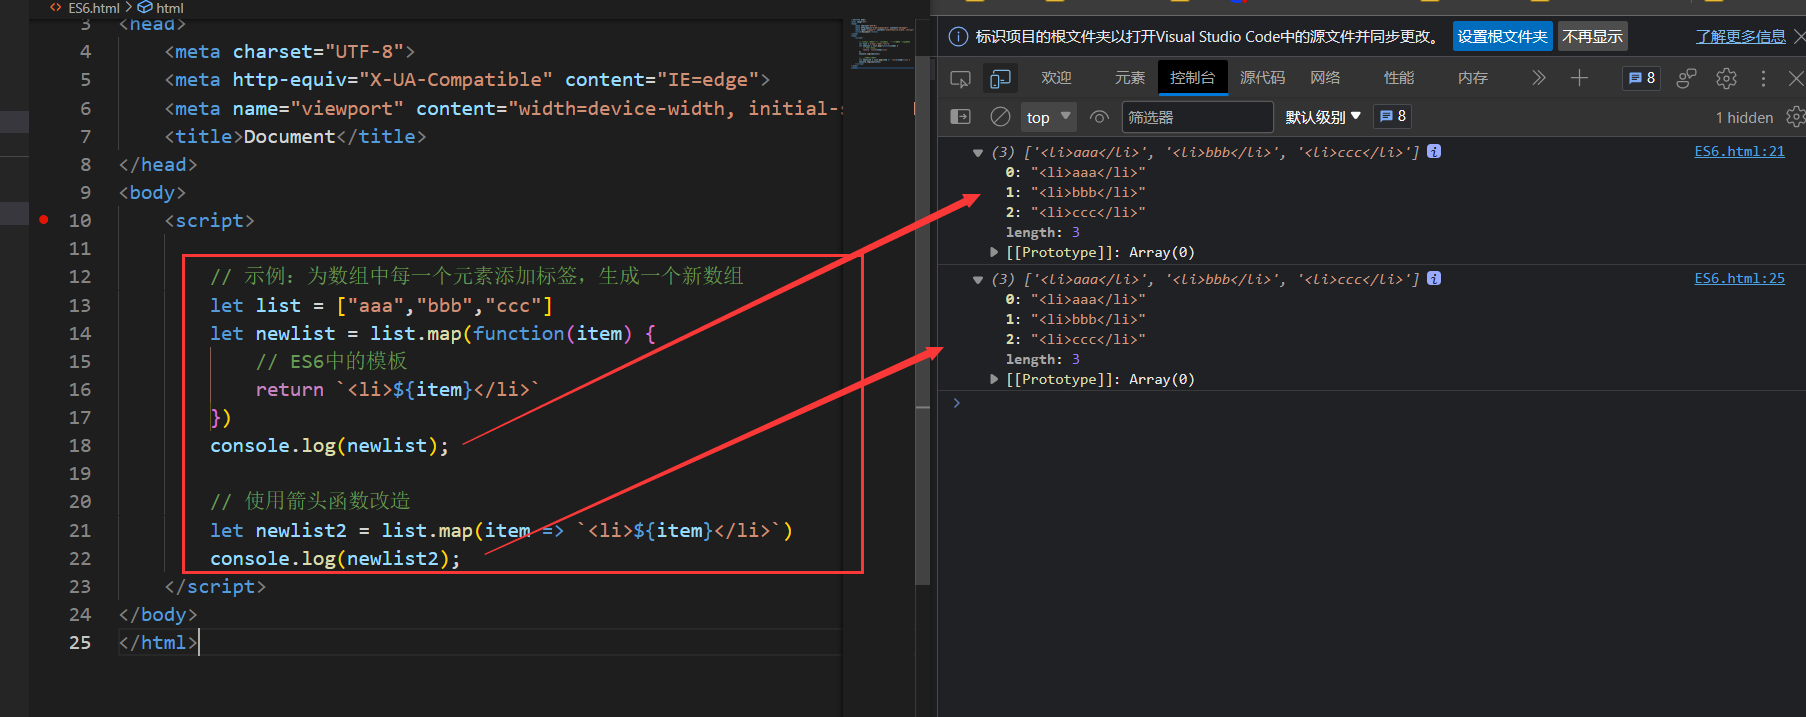 ES6.html > html
3 <head>
4 <meta charset="UTF-8">
5 <meta http-equiv="X-UA-Compatible" content="IE=edge">
6 <meta name="viewport" content="width=device-width, initial-s
7 <title>Document</title>
8 </head>
9 <body>
10 <script>
11
12 // 示例：为数组中每一个元素添加标签，生成一个新数组
13 let list = ["aaa","bbb","ccc"]
14 let newlist = list.map(function(item) {
15 // ES6中的模板
16 return `<li>${item}</li>`
17 })
18 console.log(newlist);
19
20 // 使用箭头函数改造
21 let newlist2 = list.map(item => `<li>${item}</li>`)
22 console.log(newlist2);
23 </script>
24 </body>
25 </html>
标识项目的根文件夹以打开Visual Studio Code中的源文件并同步更改。 设置根文件夹 不再显示 了解更多信息
欢迎 元素 控制台 源代码 网络 性能 内存 8
top 筛选器 默认级别 8 1 hidden
(3) ['<li>aaa</li>', '<li>bbb</li>', '<li>ccc</li>'] ES6.html:21
0: "<li>aaa</li>"
1: "<li>bbb</li>"
2: "<li>ccc</li>"
length: 3
[[Prototype]]: Array(0)
(3) ['<li>aaa</li>', '<li>bbb</li>', '<li>ccc</li>'] ES6.html:25
0: "<li>aaa</li>"
1: "<li>bbb</li>"
2: "<li>ccc</li>"
length: 3
[[Prototype]]: Array(0)